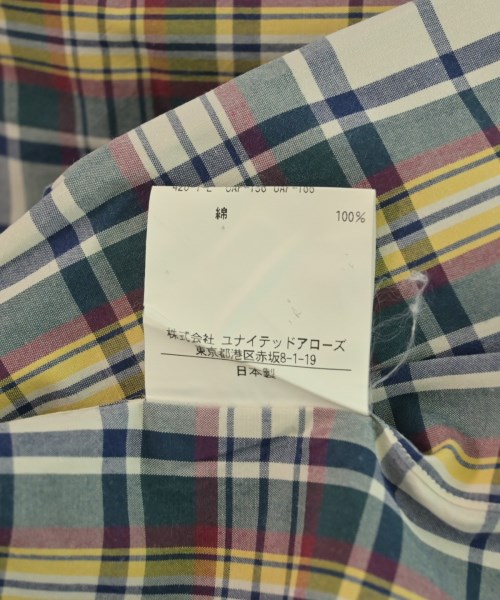 綿 100%
株式会社 ユナイテッドアローズ
東京都港区赤坂8-1-19
日本製